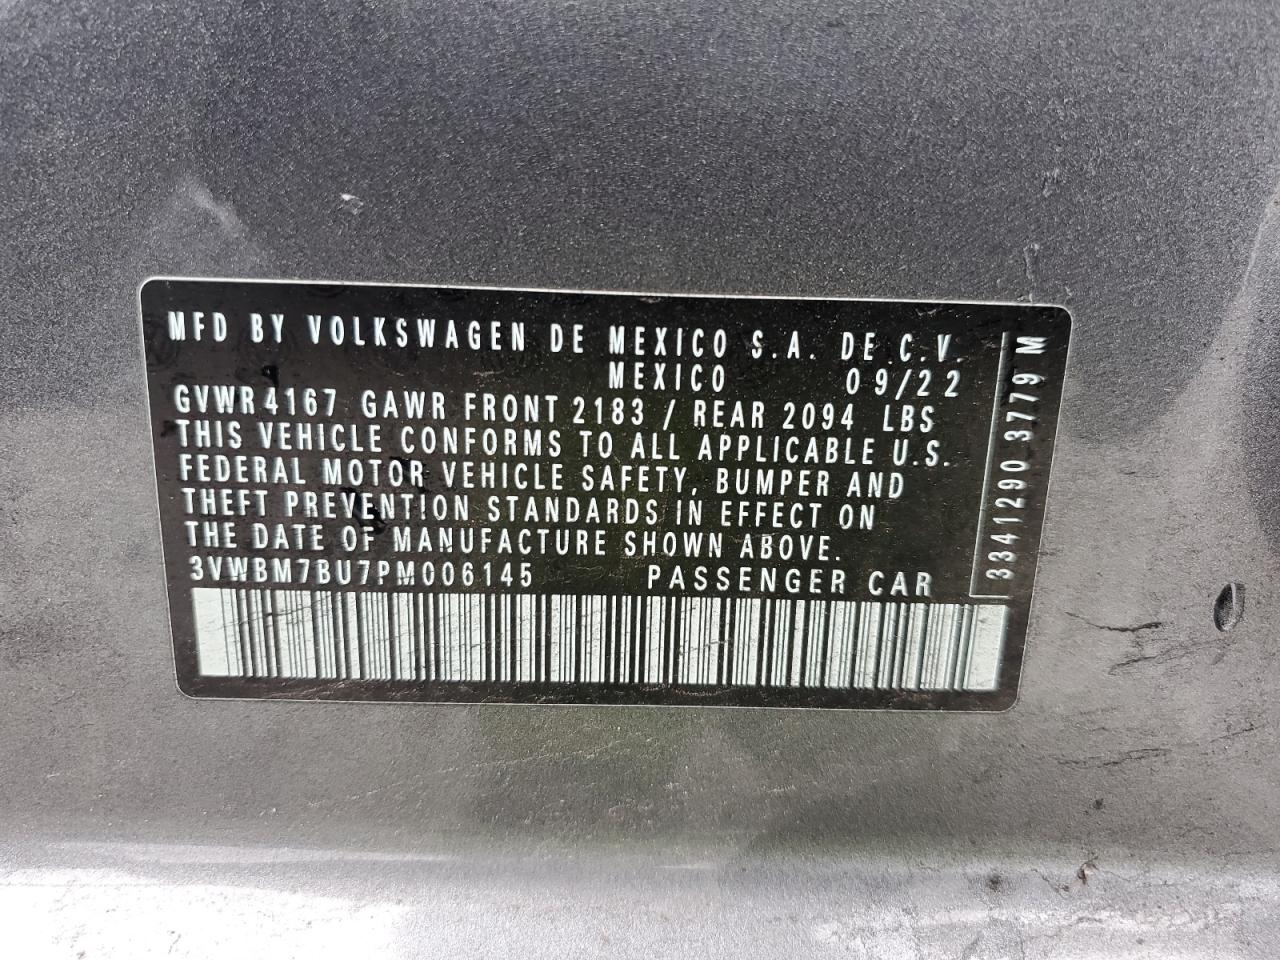 MFD BY VOLKSWAGEN DE MEXICO S.A. DE C.V.
MEXICO 09/22
GVWR 4167 GAWR FRONT 2183 / REAR 2094 LBS
THIS VEHICLE CONFORMS TO ALL APPLICABLE U.S.
FEDERAL MOTOR VEHICLE SAFETY, BUMPER AND
THEFT PREVENTION STANDARDS IN EFFECT ON
THE DATE OF MANUFACTURE SHOWN ABOVE.
3VWBM7BU7PM006145 PASSENGER CAR
3341290 3779 M